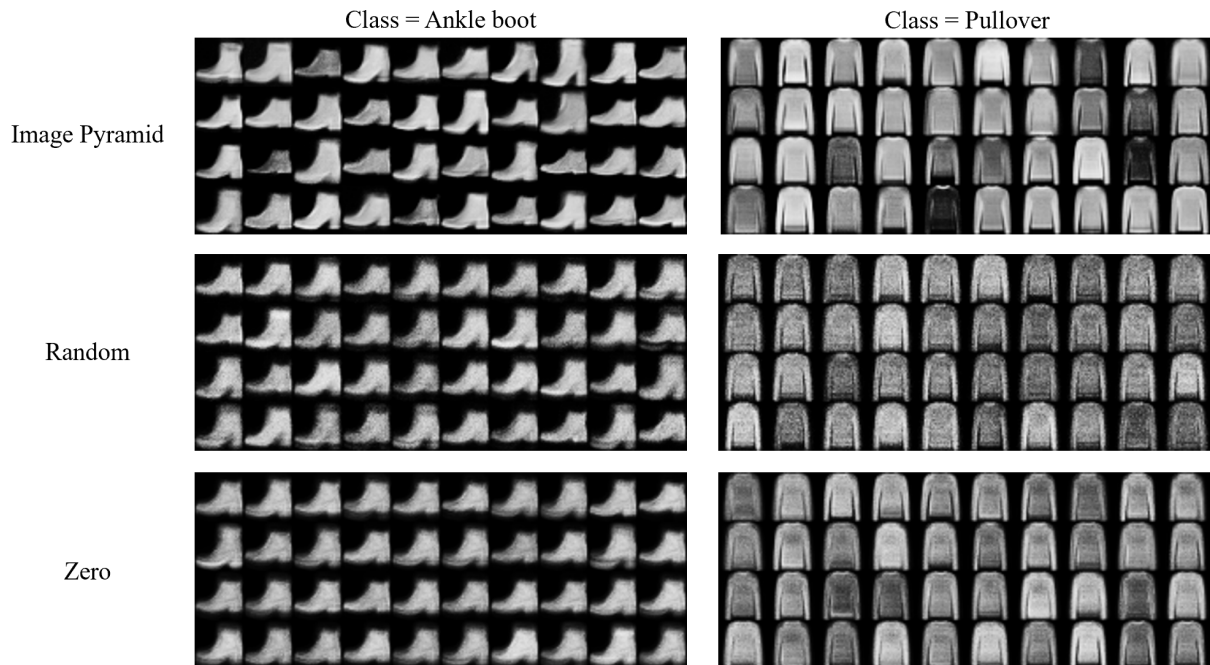 Class = Ankle boot
Class = Pullover
Image Pyramid
Random
Zero